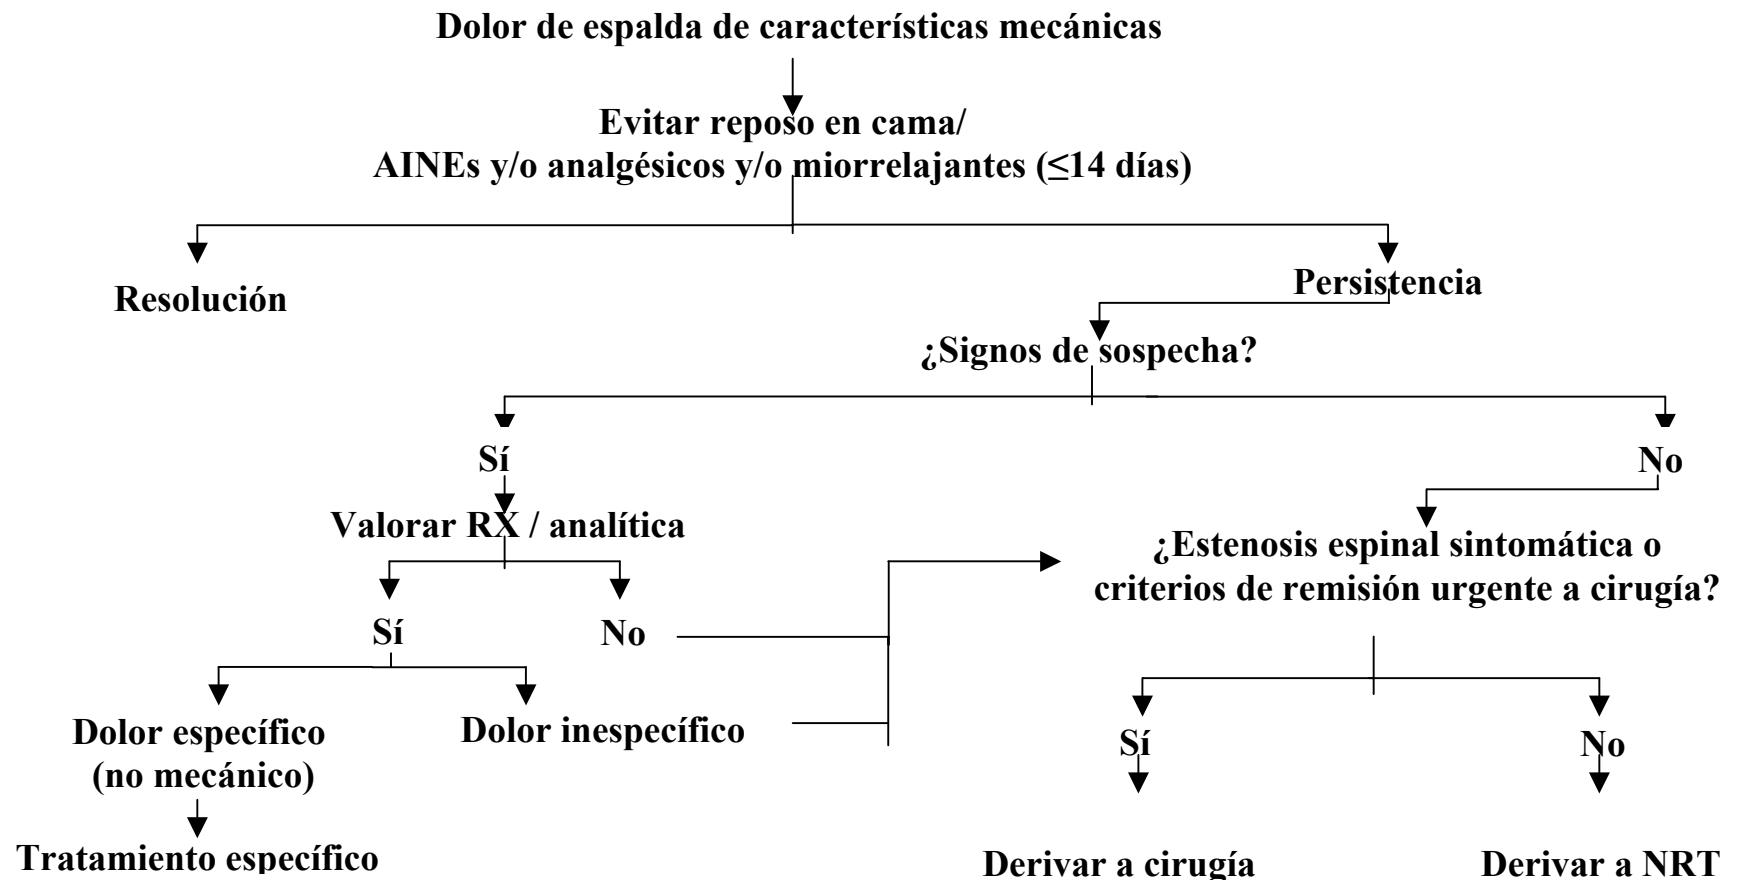 Dolor de espalda de características mecánicas
Evitar reposo en cama/
AINEs y/o analgésicos y/o miorrelajantes (≤14 días)
Resolución
Persistencia
¿Signos de sospecha?
Sí
No
Valorar RX / analítica
¿Estenosis espinal sintomática o
criterios de remisión urgente a cirugía?
Sí
No
Dolor específico
(no mecánico)
Dolor inespecífico
Sí
No
Tratamiento específico
Derivar a cirugía
Derivar a NRT